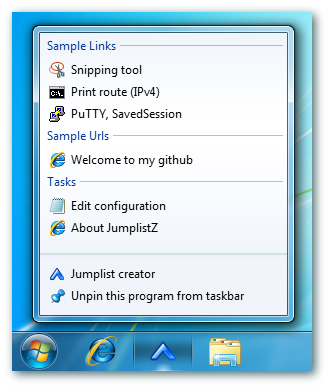 Sample Links
Snipping tool
Print route (IPv4)
PuTTY, SavedSession
Sample Urls
Welcome to my github
Tasks
Edit configuration
About JumplistZ
Jumplist creator
Unpin this program from taskbar